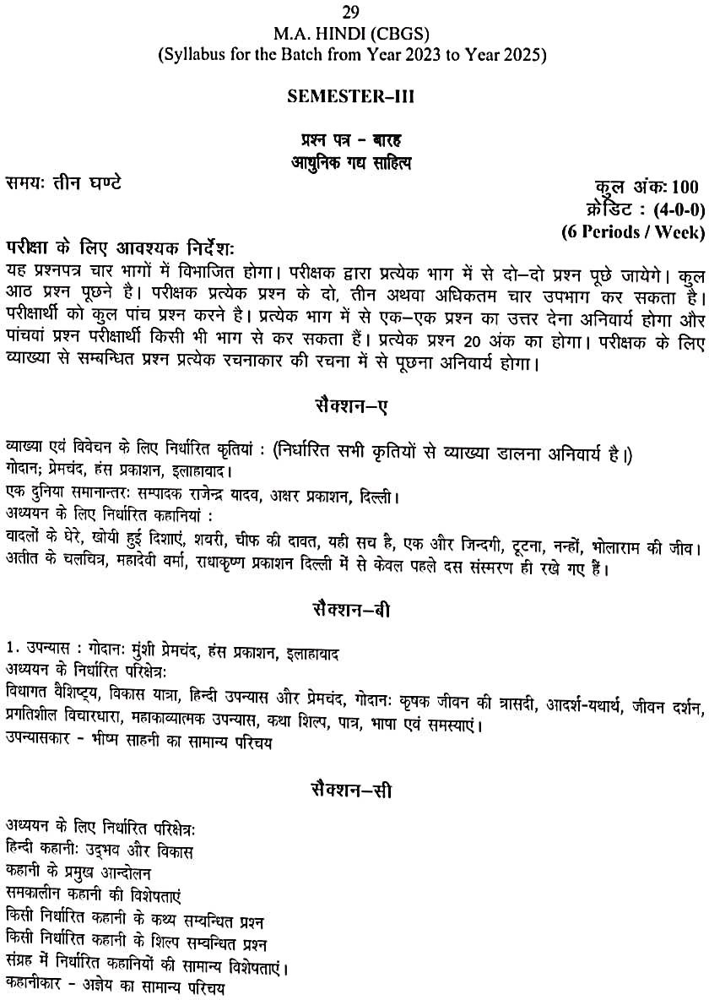 29
M.A. HINDI (CBGS)
(Syllabus for the Batch from Year 2023 to Year 2025)
SEMESTER–III
प्रश्न पत्र - बारह
आधुनिक गद्य साहित्य
समयः तीन घण्टे
कुल अंकः 100
क्रेडिट : (4-0-0)
(6 Periods / Week)
परीक्षा के लिए आवश्यक निर्देशः
यह प्रश्नपत्र चार भागों में विभाजित होगा। परीक्षक द्वारा प्रत्येक भाग में से दो–दो प्रश्न पूछे जायेगे। कुल
आठ प्रश्न पूछने है। परीक्षक प्रत्येक प्रश्न के दो, तीन अथवा अधिकतम चार उपभाग कर सकता है।
परीक्षार्थी को कुल पांच प्रश्न करने है। प्रत्येक भाग में से एक–एक प्रश्न का उत्तर देना अनिवार्य होगा और
पांचवां प्रश्न परीक्षार्थी किसी भी भाग से कर सकता हैं। प्रत्येक प्रश्न 20 अंक का होगा। परीक्षक के लिए
व्याख्या से सम्बन्धित प्रश्न प्रत्येक रचनाकार की रचना में से पूछना अनिवार्य होगा।
सैक्शन–ए
व्याख्या एवं विवेचन के लिए निर्धारित कृतियां : (निर्धारित सभी कृतियों से व्याख्या डालना अनिवार्य है।)
गोदान; प्रेमचंद, हंस प्रकाशन, इलाहावाद।
एक दुनिया समानान्तरः सम्पादक राजेन्द्र यादव, अक्षर प्रकाशन, दिल्ली।
अध्ययन के लिए निर्धारित कहानियां :
वादलों के घेरे, खोयी हुई दिशाएं, शवरी, चीफ की दावत, यही सच है, एक और जिन्दगी, टूटना, नन्हों, भोलाराम की जीव।
अतीत के चलचित्र, महादेवी वर्मा, राधाकृष्ण प्रकाशन दिल्ली में से केवल पहले दस संस्मरण ही रखे गए हैं।
सैक्शन–बी
1. उपन्यास : गोदानः मुंशी प्रेमचंद, हंस प्रकाशन, इलाहावाद
अध्ययन के निर्धारित परिक्षेत्रः
विधागत वैशिष्ट्य, विकास यात्रा, हिन्दी उपन्यास और प्रेमचंद, गोदानः कृषक जीवन की त्रासदी, आदर्श-यथार्थ, जीवन दर्शन,
प्रगतिशील विचारधारा, महाकाव्यात्मक उपन्यास, कथा शिल्प, पात्र, भाषा एवं समस्याएं।
उपन्यासकार - भीष्म साहनी का सामान्य परिचय
सैक्शन–सी
अध्ययन के लिए निर्धारित परिक्षेत्रः
हिन्दी कहानीः उद्‌भव और विकास
कहानी के प्रमुख आन्दोलन
समकालीन कहानी की विशेषताएं
किसी निर्धारित कहानी के कथ्य सम्वन्धित प्रश्न
किसी निर्धारित कहानी के शिल्प सम्वन्धित प्रश्न
संग्रह में निर्धारित कहानियों की सामान्य विशेषताएं।
कहानीकार - अज्ञेय का सामान्य परिचय